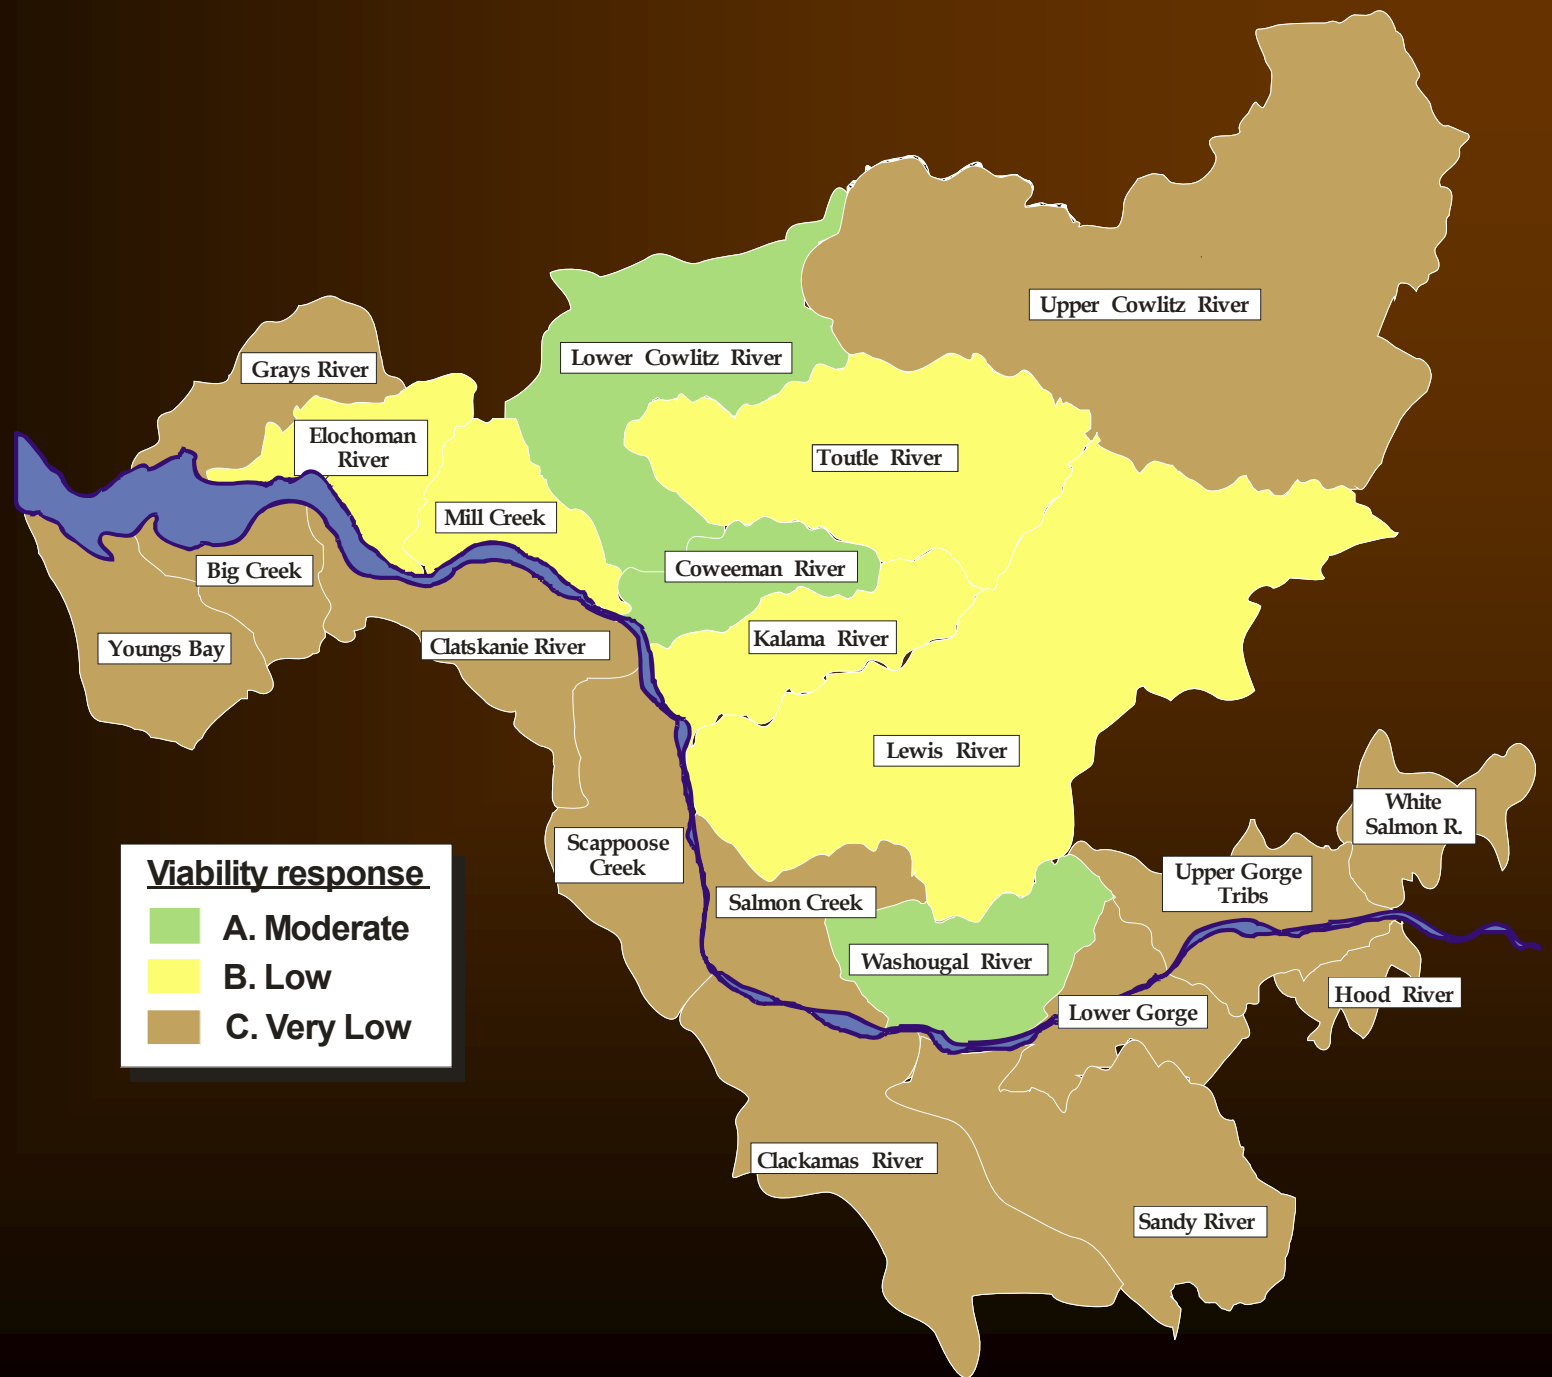 Upper Cowlitz River
Lower Cowlitz River
Grays River
Elochoman
River
Toutle River
Mill Creek
Coweeman River
Big Creek
Kalama River
Youngs Bay
Clatskanie River
Lewis River
White
Salmon R.
Scappoose
Creek
Upper Gorge
Tribs
Salmon Creek
Washougal River
Hood River
Lower Gorge
Clackamas River
Sandy River
Viability response
A. Moderate
B. Low
C. Very Low